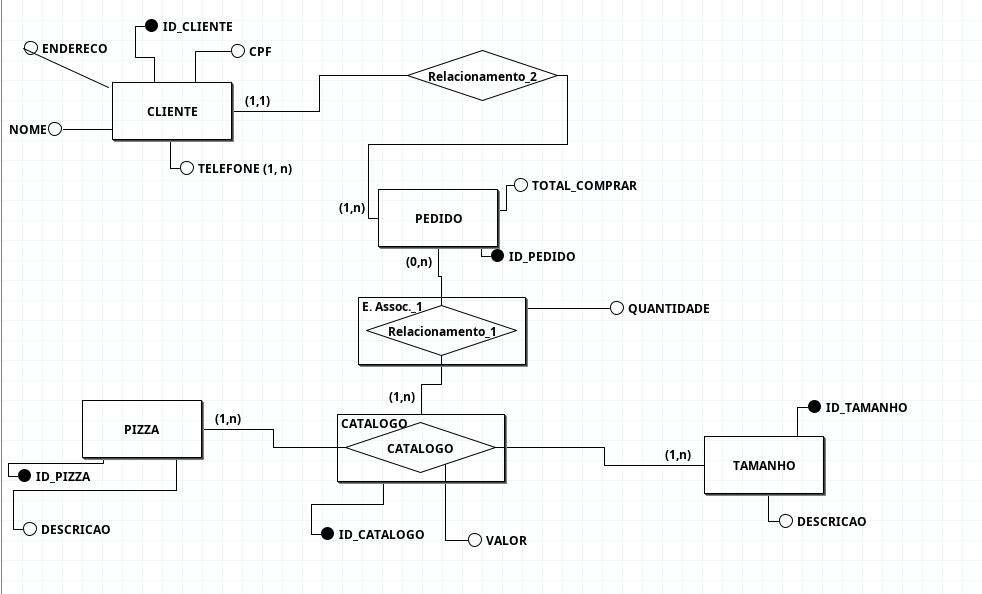 ID_CLIENTE
ENDERECO
CPF
CLIENTE
(1,1)
Relacionamento_2
NOME
TELEFONE (1, n)
TOTAL_COMPRAR
(1,n)
PEDIDO
ID_PEDIDO
(0,n)
E. Assoc._1
QUANTIDADE
Relacionamento_1
(1,n)
ID_TAMANHO
CATALOGO
PIZZA
(1,n)
CATALOGO
(1,n)
TAMANHO
ID_PIZZA
DESCRICAO
DESCRICAO
ID_CATALOGO
VALOR